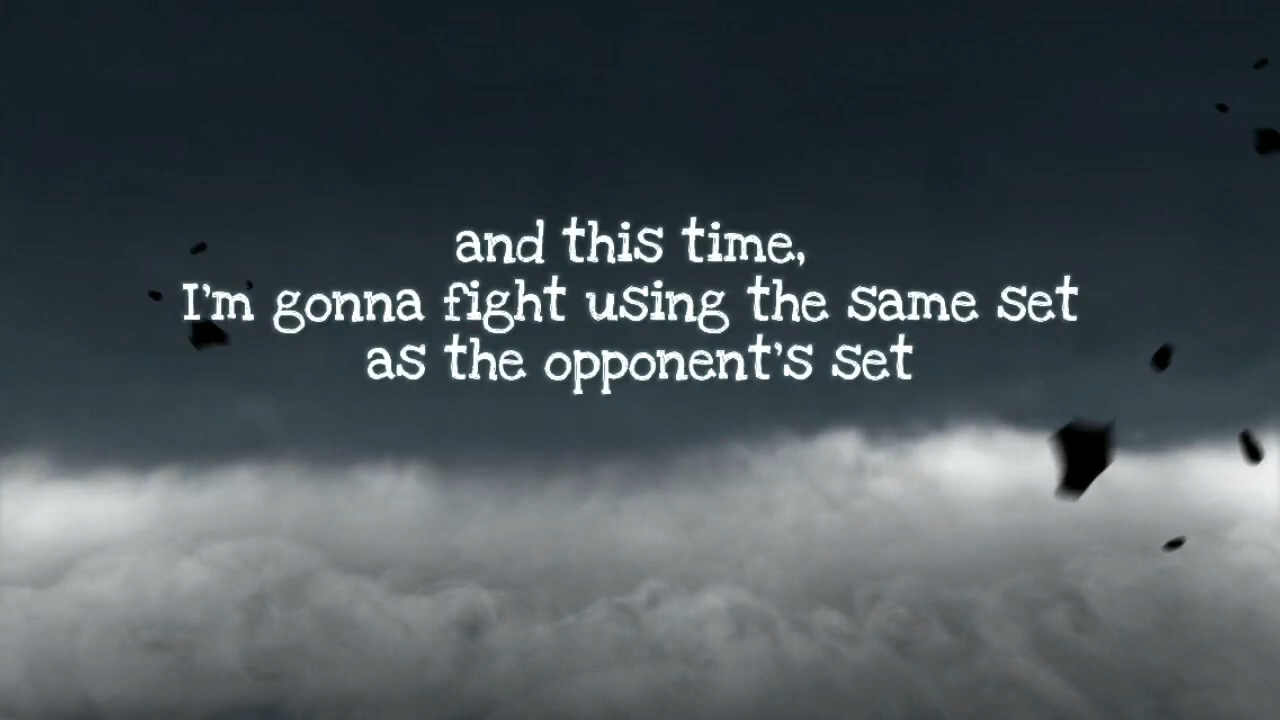 and this time,
I'm gonna fight using the same set
as the opponent's set